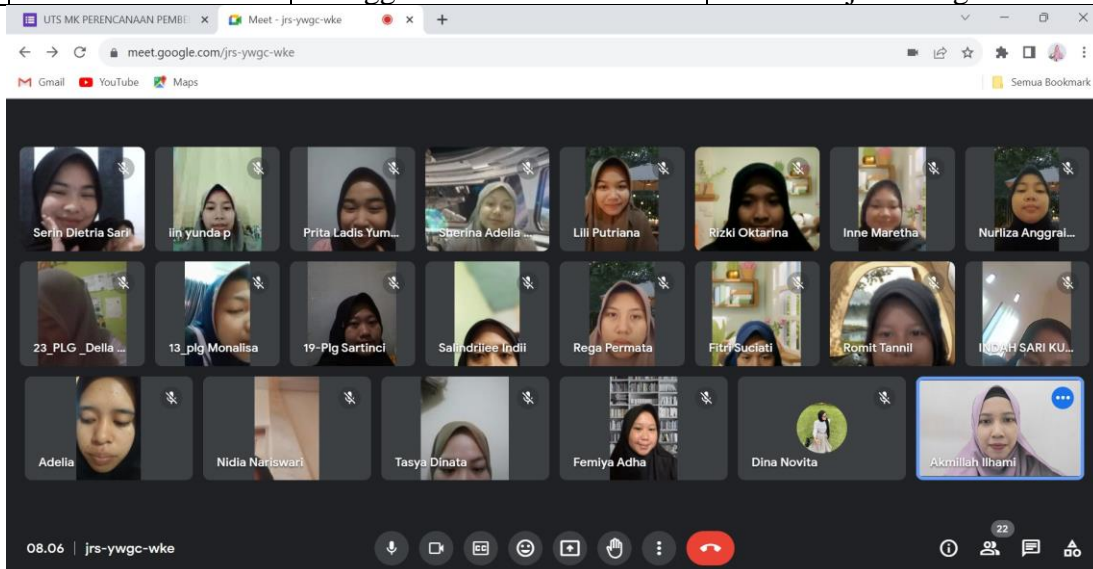 UTS MK PERENCANAAN PEMBE
Meet - jrs-ywgc-wke
meet.google.com/jrs-ywgc-wke
Gmail
YouTube
Maps
Semua Bookmark
Serin Dietria Sari
iin yunda p
Prita Ladis Yum...
Sherina Adelia ...
Lili Putriana
Rizki Oktarina
Inne Maretha
Nurliza Anggrai...
23_PLG _Della ...
13_plg Monalisa
19-Plg Sartinci
Salindriiee Indii
Rega Permata
Fitri Suciati
Romit Tannil
INDAH SARI KU...
Adelia
Nidia Nariswari
Tasya Dinata
Femiya Adha
Dina Novita
Akmillah Ilhami
08.06 | jrs-ywgc-wke
22